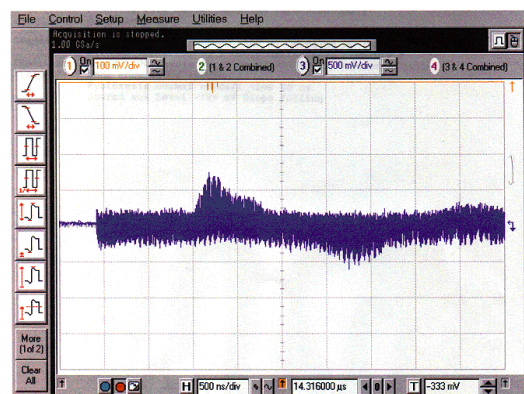 File Control Setup Measure Utilities Help
Acquisition is stopped.
1.00 GSa/s
1 On 100 mV/div 2 (1 & 2 Combined) 3 On 500 mV/div 4 (3 & 4 Combined)
More
(1of 2)
Clear
All
H 500 ns/div 14.316000 µs 0 T -333 mV